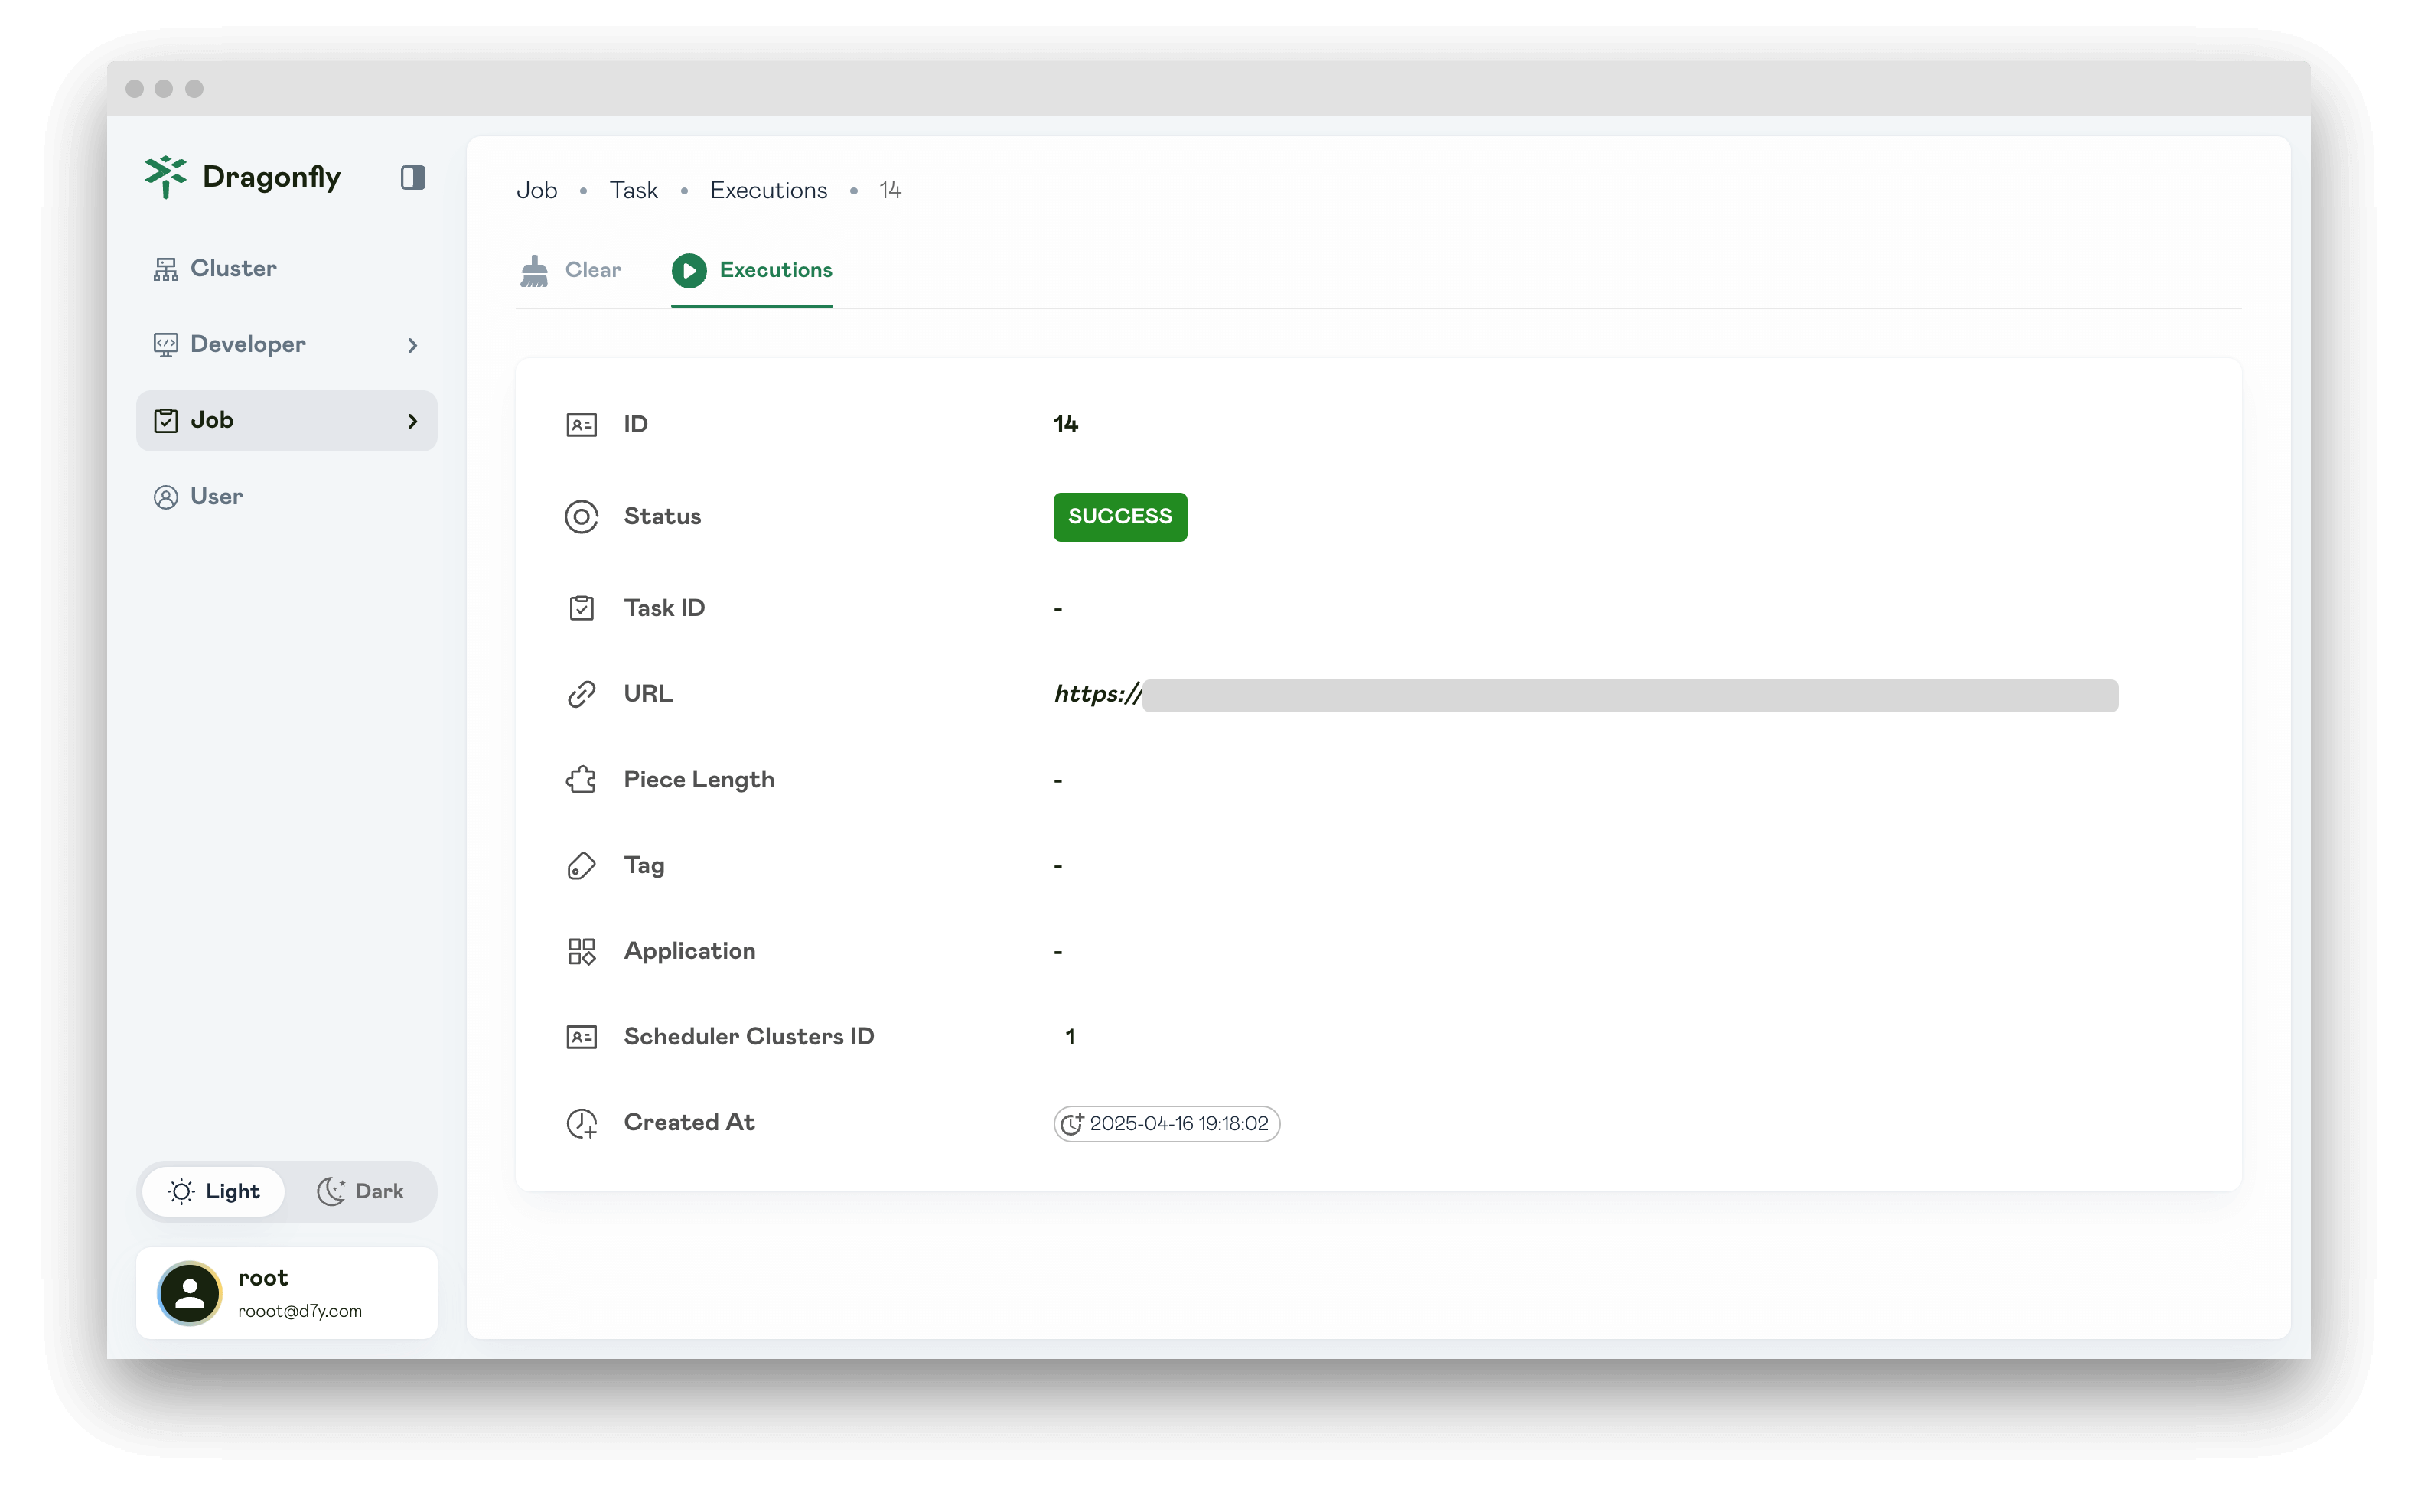 Dragonfly
Cluster
Developer
Job
User
Light Dark
root
rooot@d7y.com
Job • Task • Executions • 14
Clear Executions
ID 14
Status SUCCESS
Task ID -
URL https://
Piece Length -
Tag -
Application -
Scheduler Clusters ID 1
Created At 2025-04-16 19:18:02